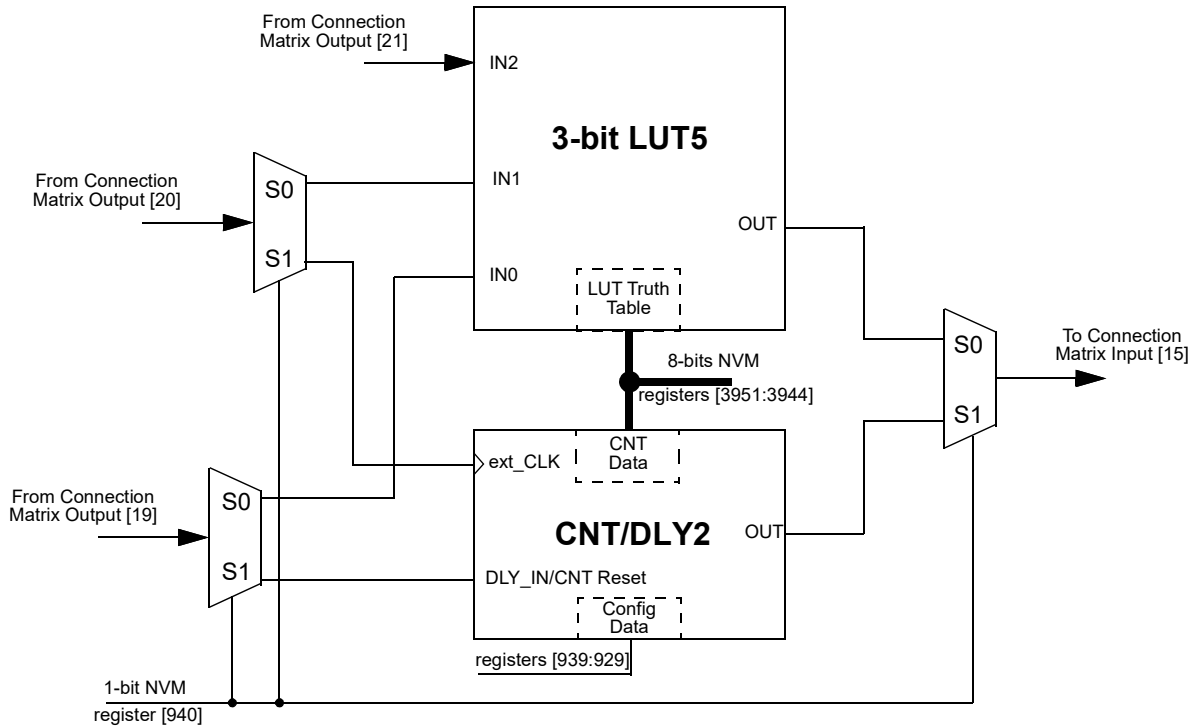 From Connection
Matrix Output [21]
IN2
3-bit LUT5
From Connection
Matrix Output [20]
S0
S1
IN1
IN0
OUT
LUT Truth
Table
8-bits NVM
registers [3951:3944]
S0
S1
To Connection
Matrix Input [15]
From Connection
Matrix Output [19]
S0
S1
ext_CLK
CNT
Data
CNT/DLY2
OUT
DLY_IN/CNT Reset
Config
Data
registers [939:929]
1-bit NVM
register [940]